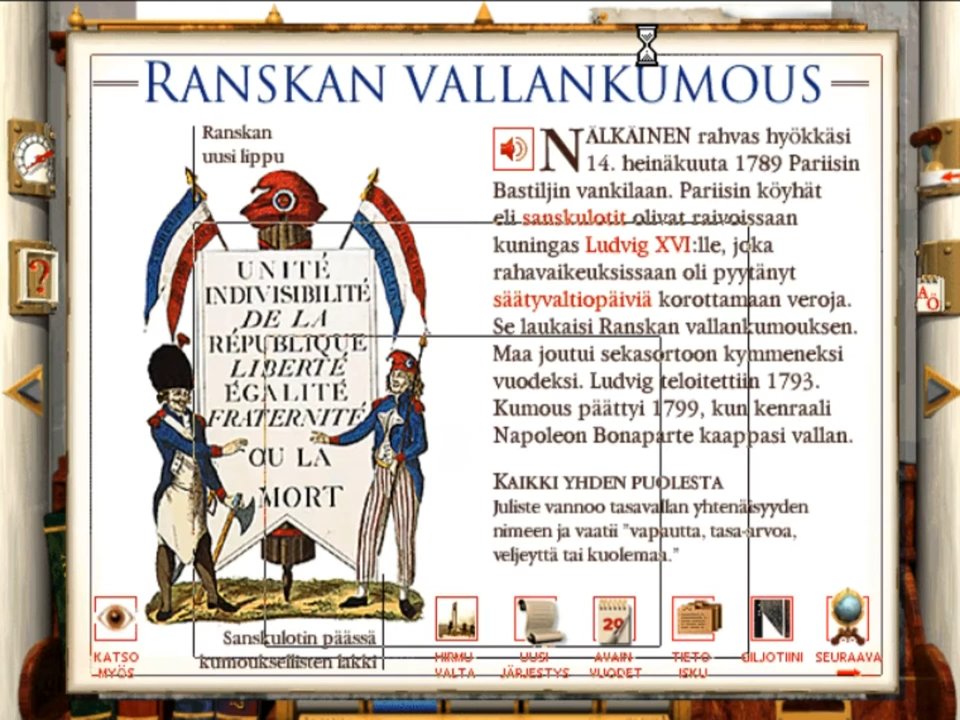 RANSKAN VALLANKUMOUS
Ranskan
uusi lippu
NÄLKÄINEN rahvas hyökkäsi
14. heinäkuuta 1789 Pariisin
Bastiljin vankilaan. Pariisin köyhät
eli sanskulotit olivat raivoissaan
kuningas Ludvig XVI:lle, joka
rahavaikeuksissaan oli pyytänyt
säätyvaltiopäiviä korottamaan veroja.
Se laukaisi Ranskan vallankumouksen.
Maa joutui sekasortoon kymmeneksi
vuodeksi. Ludvig teloitettiin 1793.
Kumous päättyi 1799, kun kenraali
Napoleon Bonaparte kaappasi vallan.
KAIKKI YHDEN PUOLESTA
Juliste vannoo tasavallan yhtenäisyyden
nimeen ja vaatii "vapautta, tasa-arvoa,
veljeyttä tai kuolemaa."
UNITÉ
INDIVISIBILITÉ
DE LA
RÉPUBLIQUE
LIBERTÉ
ÉGALITÉ
FRATERNITÉ
OU LA
MORT
Sanskulotin päässä
kumouksellisten lakki
KATSO
MYÖS
HIRMU-
VALTA
UUSI
JÄRJESTYS
29
AVAIN-
VUODET
TIETO-
ISKU
GILJOTIINI
SEURAAVA
?
A
Ö